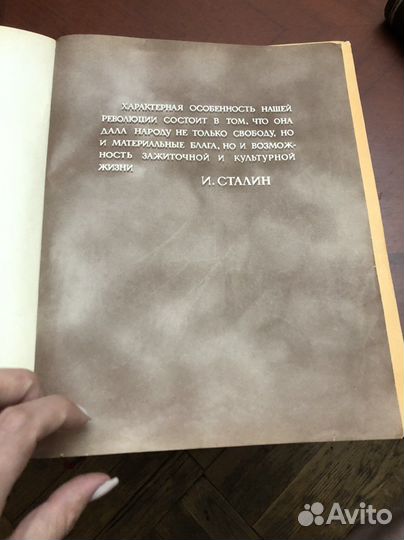 ХАРАКТЕРНАЯ ОСОБЕННОСТЬ НАШЕЙ
РЕВОЛЮЦИИ СОСТОИТ В ТОМ, ЧТО ОНА
ДАЛА НАРОДУ НЕ ТОЛЬКО СВОБОДУ, НО
И МАТЕРИАЛЬНЫЕ БЛАГА, НО И ВОЗМОЖ-
НОСТЬ ЗАЖИТОЧНОЙ И КУЛЬТУРНОЙ
ЖИЗНИ
И. СТАЛИН
Avito